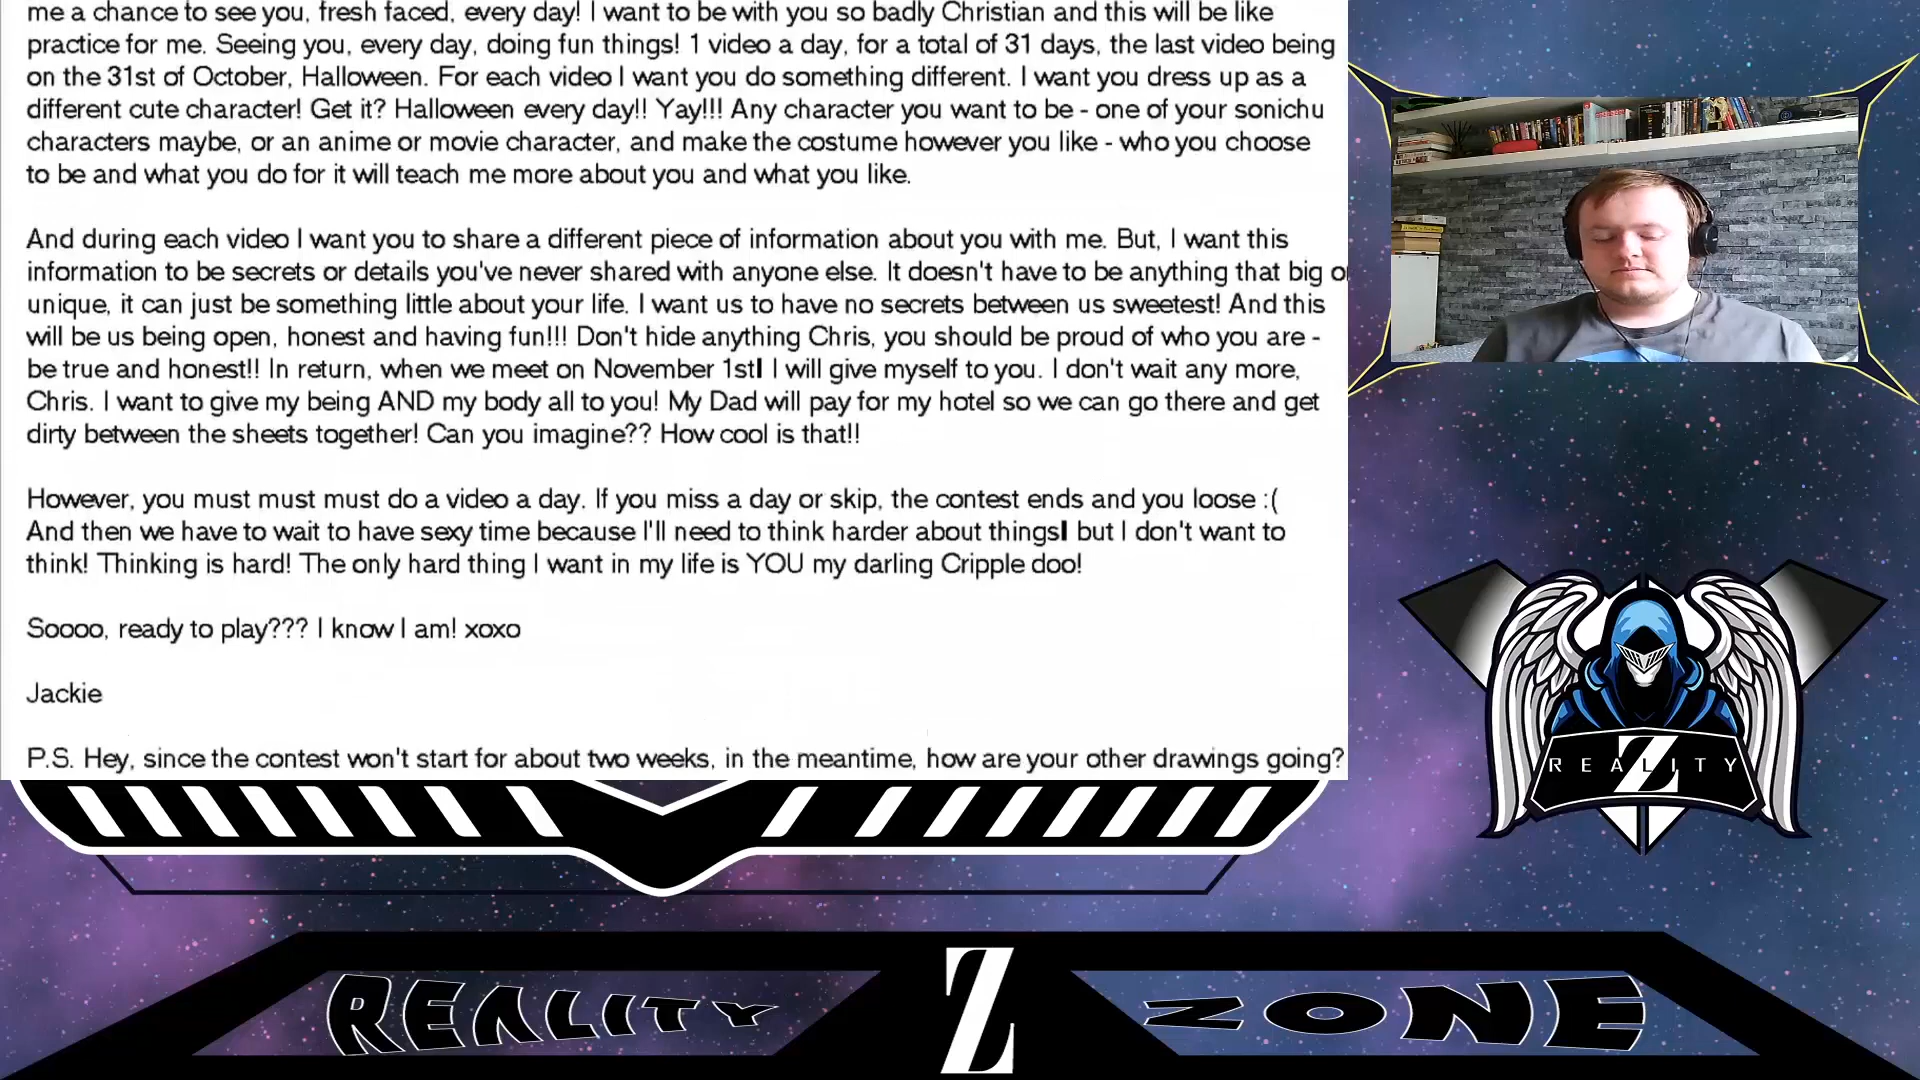 me a chance to see you, fresh faced, every day! I want to be with you so badly Christian and this will be like
practice for me. Seeing you, every day, doing fun things! 1 video a day, for a total of 31 days, the last video being
on the 31st of October, Halloween. For each video I want you do something different. I want you dress up as a
different cute character! Get it? Halloween every day!! Yay!!! Any character you want to be - one of your sonichu
characters maybe, or an anime or movie character, and make the costume however you like - who you choose
to be and what you do for it will teach me more about you and what you like.
And during each video I want you to share a different piece of information about you with me. But, I want this
information to be secrets or details you've never shared with anyone else. It doesn't have to be anything that big or
unique, it can just be something little about your life. I want us to have no secrets between us sweetest! And this
will be us being open, honest and having fun!!! Don't hide anything Chris, you should be proud of who you are -
be true and honest!! In return, when we meet on November 1stI I will give myself to you. I don't wait any more,
Chris. I want to give my being AND my body all to you! My Dad will pay for my hotel so we can go there and get
dirty between the sheets together! Can you imagine?? How cool is that!!
However, you must must must do a video a day. If you miss a day or skip, the contest ends and you loose :(
And then we have to wait to have sexy time because I'll need to think harder about thingsI but I don't want to
think! Thinking is hard! The only hard thing I want in my life is YOU my darling Cripple doo!
Soooo, ready to play??? I know I am! xoxo
Jackie
P.S. Hey, since the contest won't start for about two weeks, in the meantime, how are your other drawings going?
REALITY
Z
REALITY Z ZONE